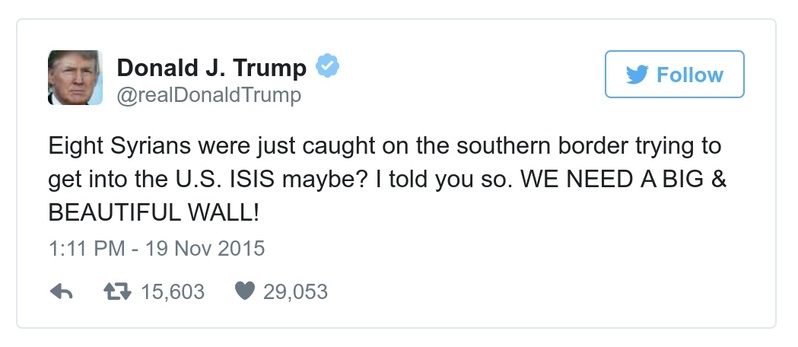 Donald J. Trump
@realDonaldTrump
Follow
Eight Syrians were just caught on the southern border trying to
get into the U.S. ISIS maybe? I told you so. WE NEED A BIG &
BEAUTIFUL WALL!
1:11 PM - 19 Nov 2015
15,603 29,053